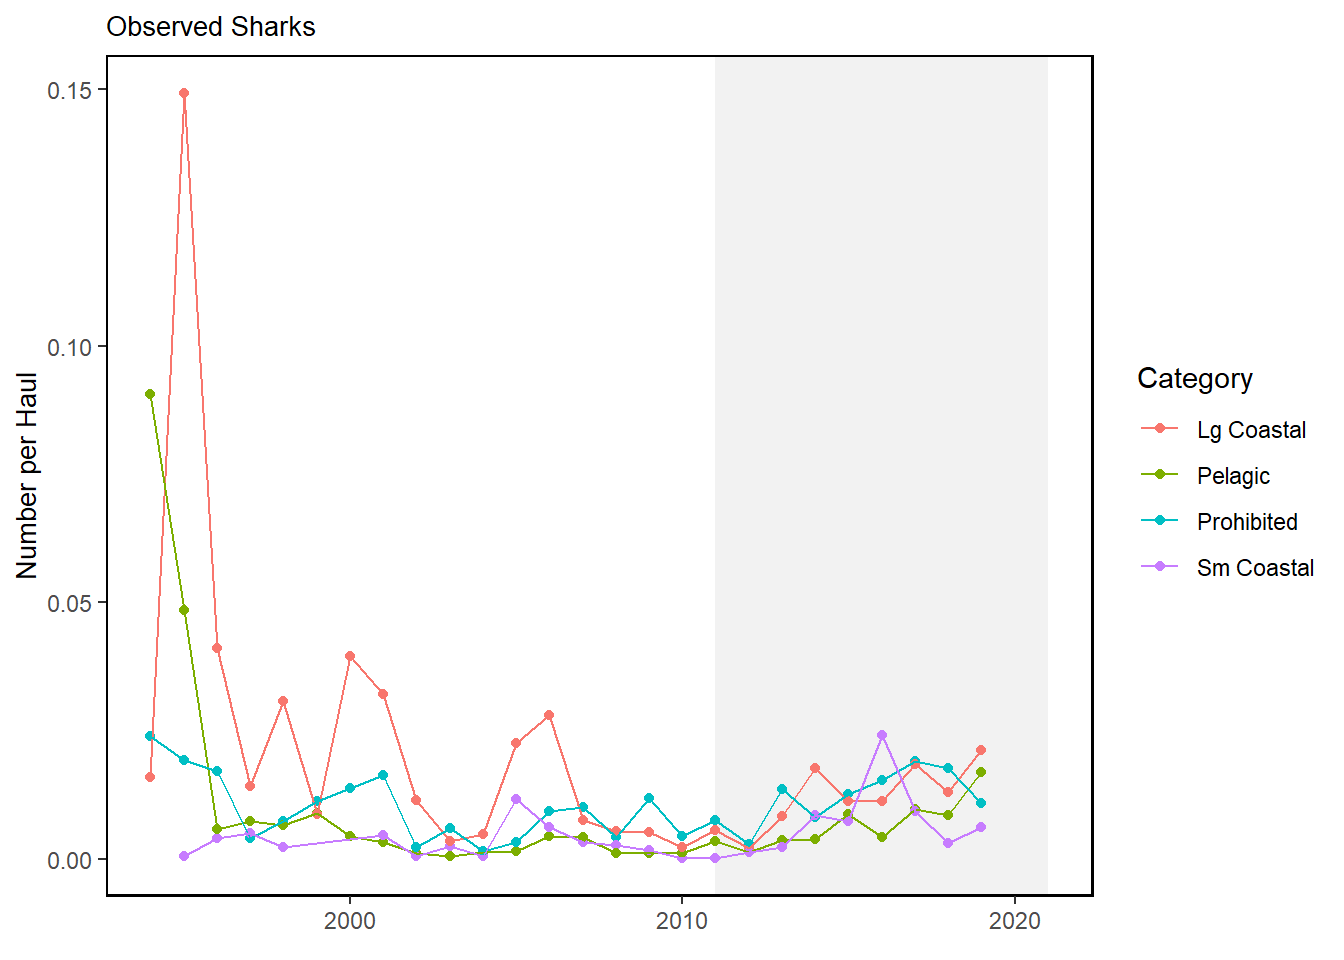 Observed Sharks
0.15
0.10
0.05
0.00
Number per Haul
2000
2010
2020
Category
Lg Coastal
Pelagic
Prohibited
Sm Coastal